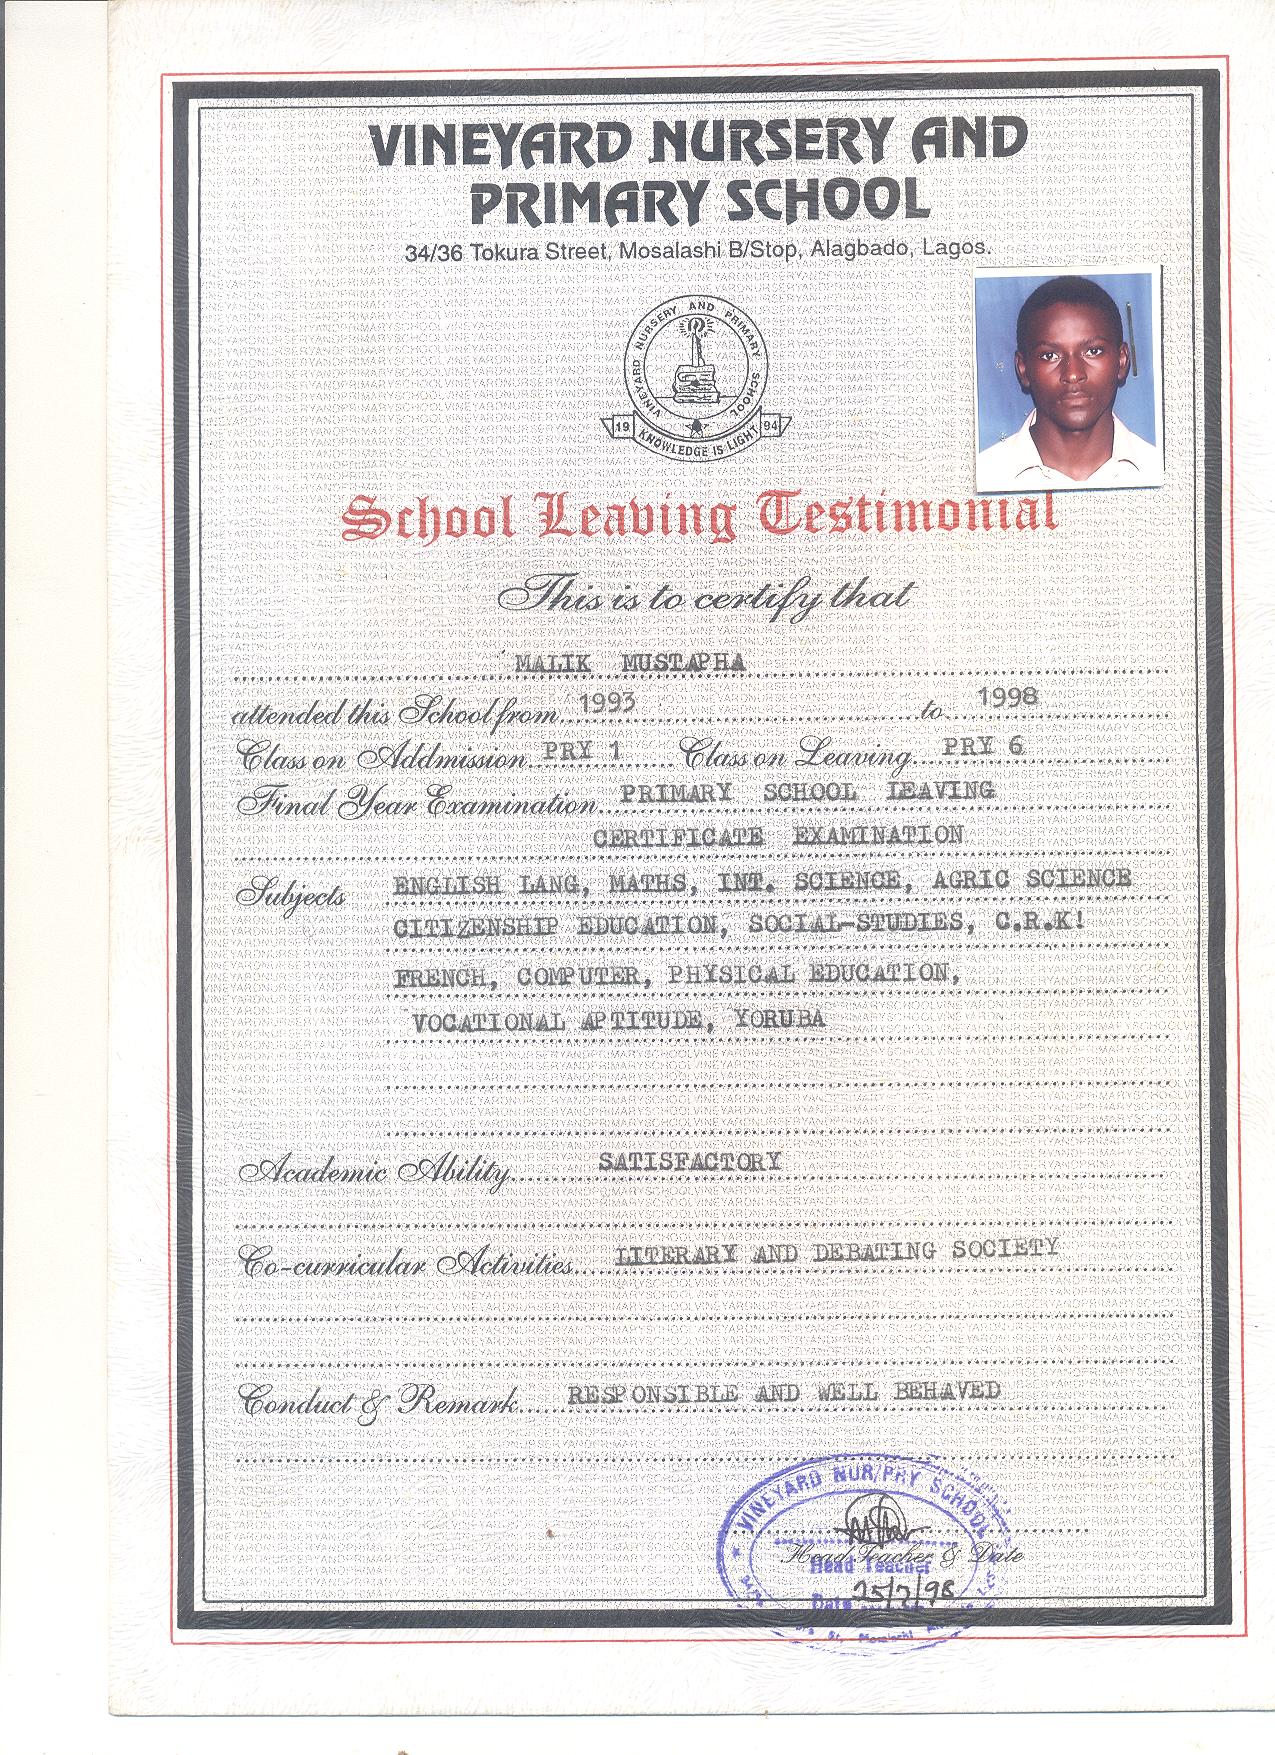 VINEYARD NURSERY AND
PRIMARY SCHOOL
34/36 Tokura Street, Mosalashi B/Stop, Alagbado, Lagos.
VINEYARD NURSERY AND PRIMARY SCHOOL
19 94
KNOWLEDGE IS LIGHT
School Leaving Testimonial
This is to certify that
MALIK MUSTAPHA
attended this School from 1993 to 1998
Class on Addmission PRY 1 Class on Leaving PRY 6
Final Year Examination PRIMARY SCHOOL LEAVING
CERTIFICATE EXAMINATION
Subjects ENGLISH LANG, MATHS, INT. SCIENCE, AGRIC SCIENCE
CITIZENSHIP EDUCATION, SOCIAL-STUDIES, C.R.K!
FRENCH, COMPUTER, PHYSICAL EDUCATION,
VOCATIONAL APTITUDE, YORUBA
Academic Ability SATISFACTORY
Co-curricular Activities LITERARY AND DEBATING SOCIETY
Conduct & Remark RESPONSIBLE AND WELL BEHAVED
VINEYARD NUR/PRY SCHOOL
Head Teacher & Date
Head Teacher
Date 25/7/98